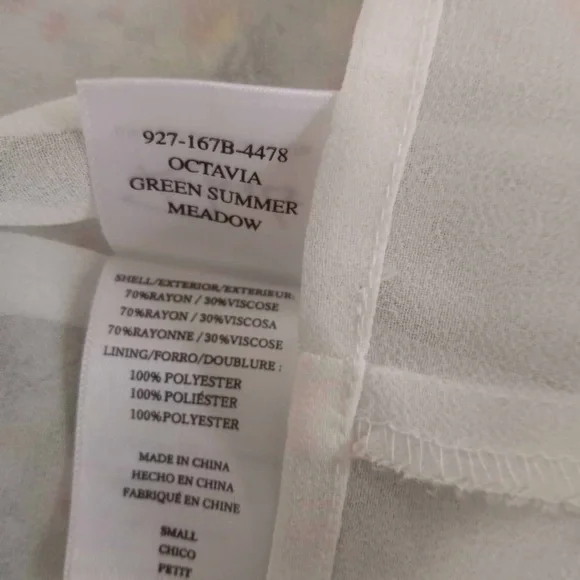 927-167B-4478
OCTAVIA
GREEN SUMMER
MEADOW
SHELL/EXTERIOR/EXTERIEUR:
70%RAYON / 30%VISCOSE
70%RAYON / 30%VISCOSA
70%RAYONNE / 30%VISCOSE
LINING/FORRO/DOUBLURE :
100% POLYESTER
100% POLIÉSTER
100%POLYESTER
MADE IN CHINA
HECHO EN CHINA
FABRIQUÉ EN CHINE
SMALL
CHICO
PETIT